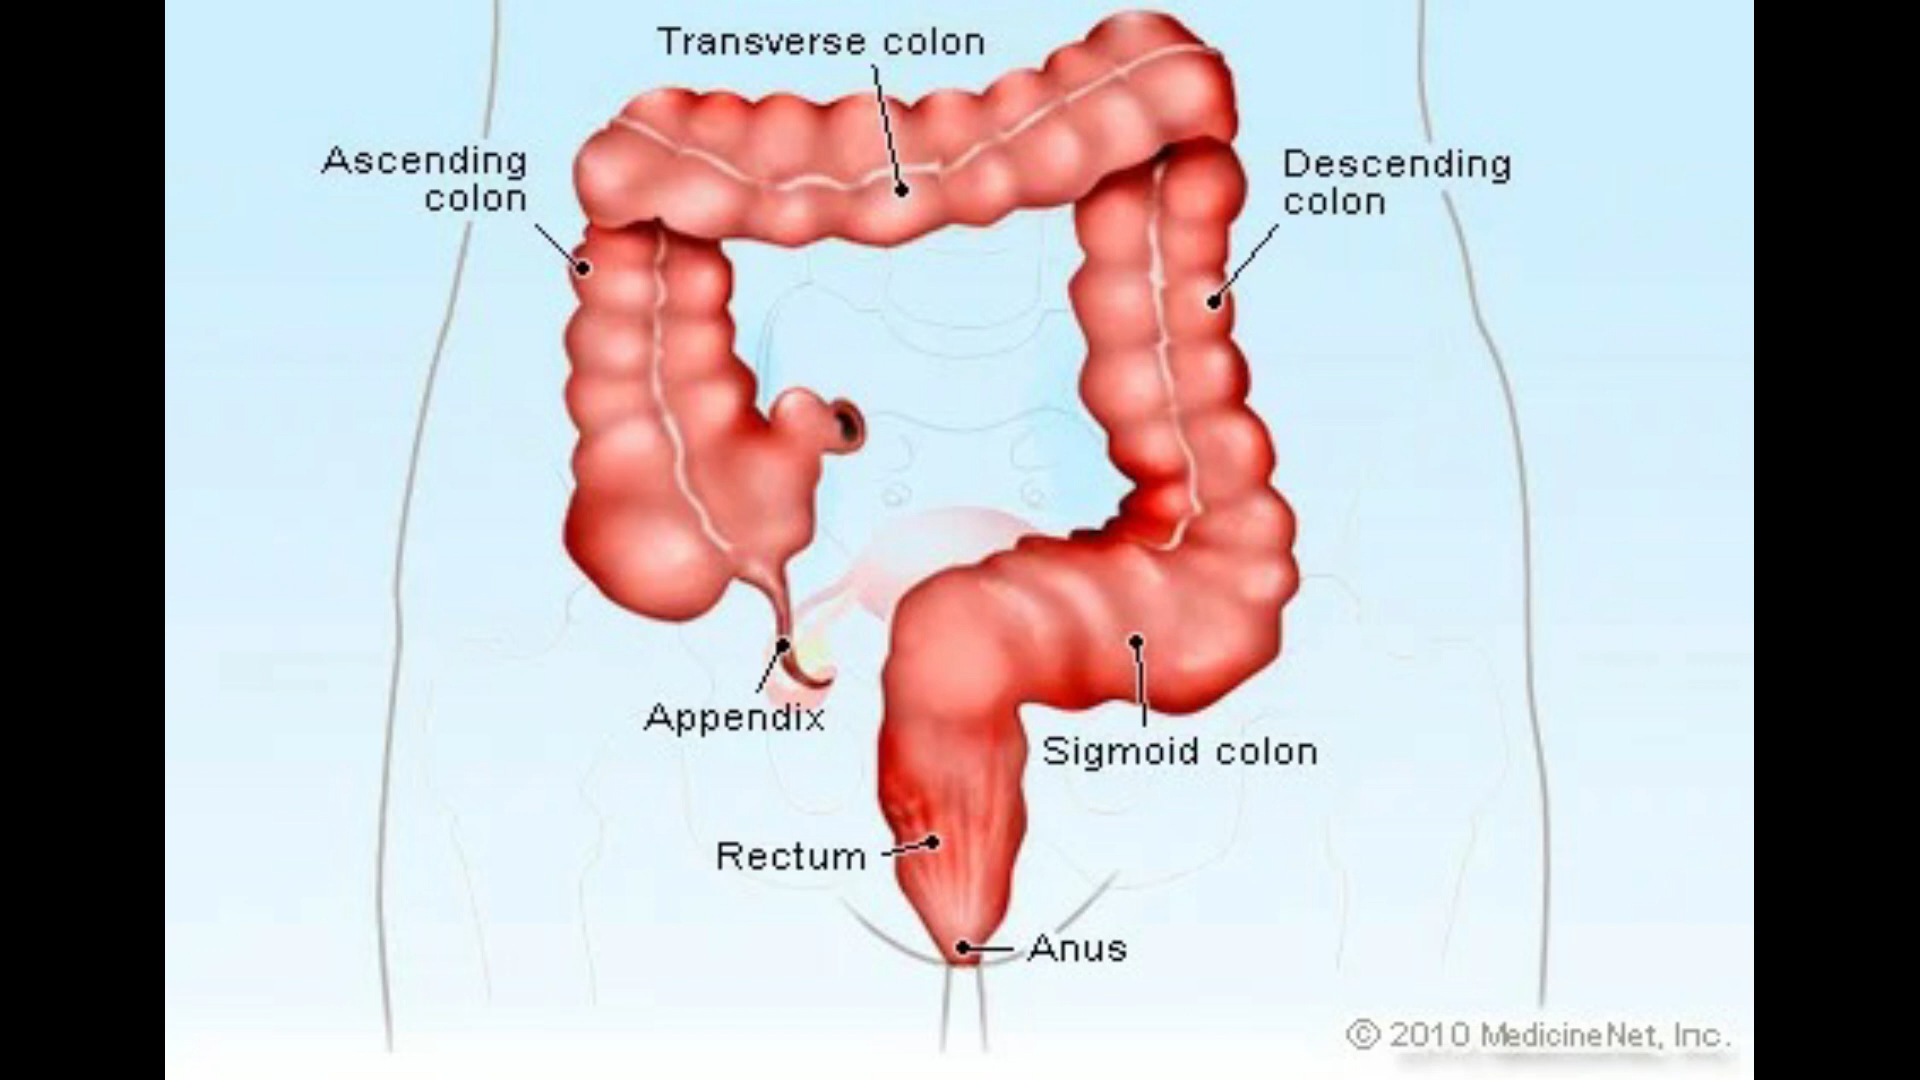 Transverse colon
Ascending
colon
Descending
colon
Appendix
Sigmoid colon
Rectum
Anus
© 2010 MedicineNet, Inc.